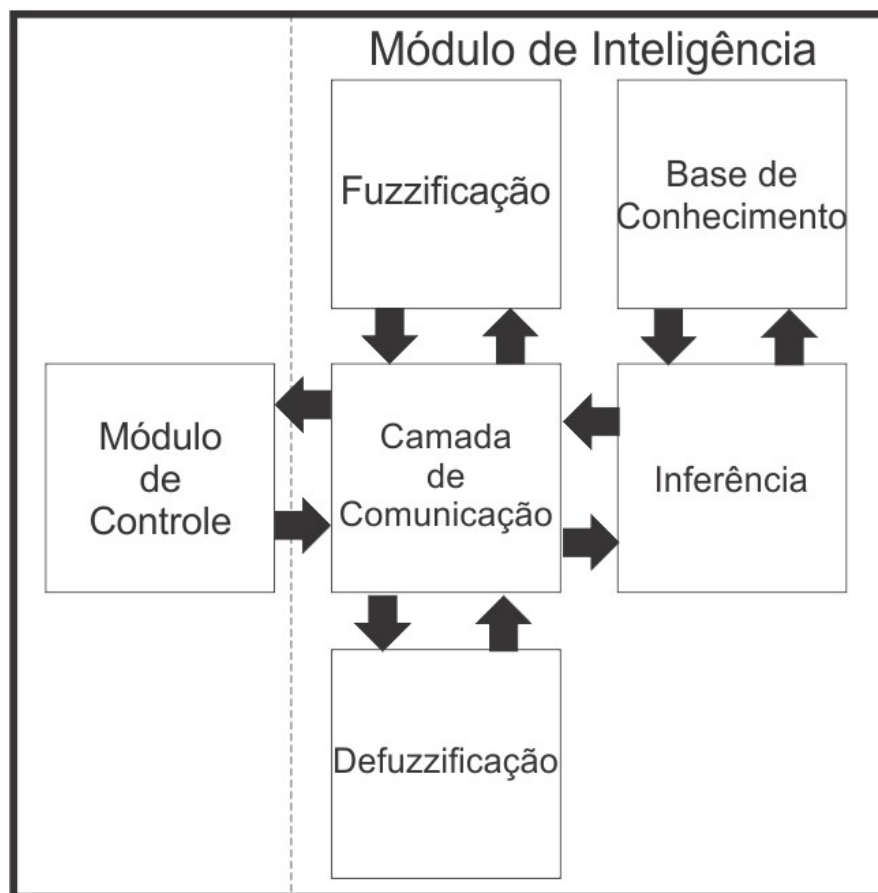 Módulo de Inteligência
Fuzzificação
Base de
Conhecimento
Módulo
de
Controle
Camada
de
Comunicação
Inferência
Defuzzificação